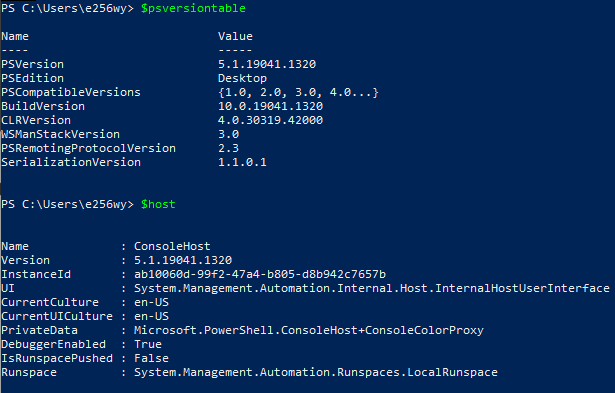 PS C:\Users\e256wy> $psversiontable
Name                           Value
----                           -----
PSVersion                      5.1.19041.1320
PSEdition                      Desktop
PSCompatibleVersions           {1.0, 2.0, 3.0, 4.0...}
BuildVersion                   10.0.19041.1320
CLRVersion                     4.0.30319.42000
WSManStackVersion              3.0
PSRemotingProtocolVersion      2.3
SerializationVersion           1.1.0.1
PS C:\Users\e256wy> $host
Name             : ConsoleHost
Version          : 5.1.19041.1320
InstanceId       : ab10060d-99f2-47a4-b805-d8b942c7657b
UI               : System.Management.Automation.Internal.Host.InternalHostUserInterface
CurrentCulture   : en-US
CurrentUICulture : en-US
PrivateData      : Microsoft.PowerShell.ConsoleHost+ConsoleColorProxy
DebuggerEnabled  : True
IsRunspacePushed : False
Runspace         : System.Management.Automation.Runspaces.LocalRunspace